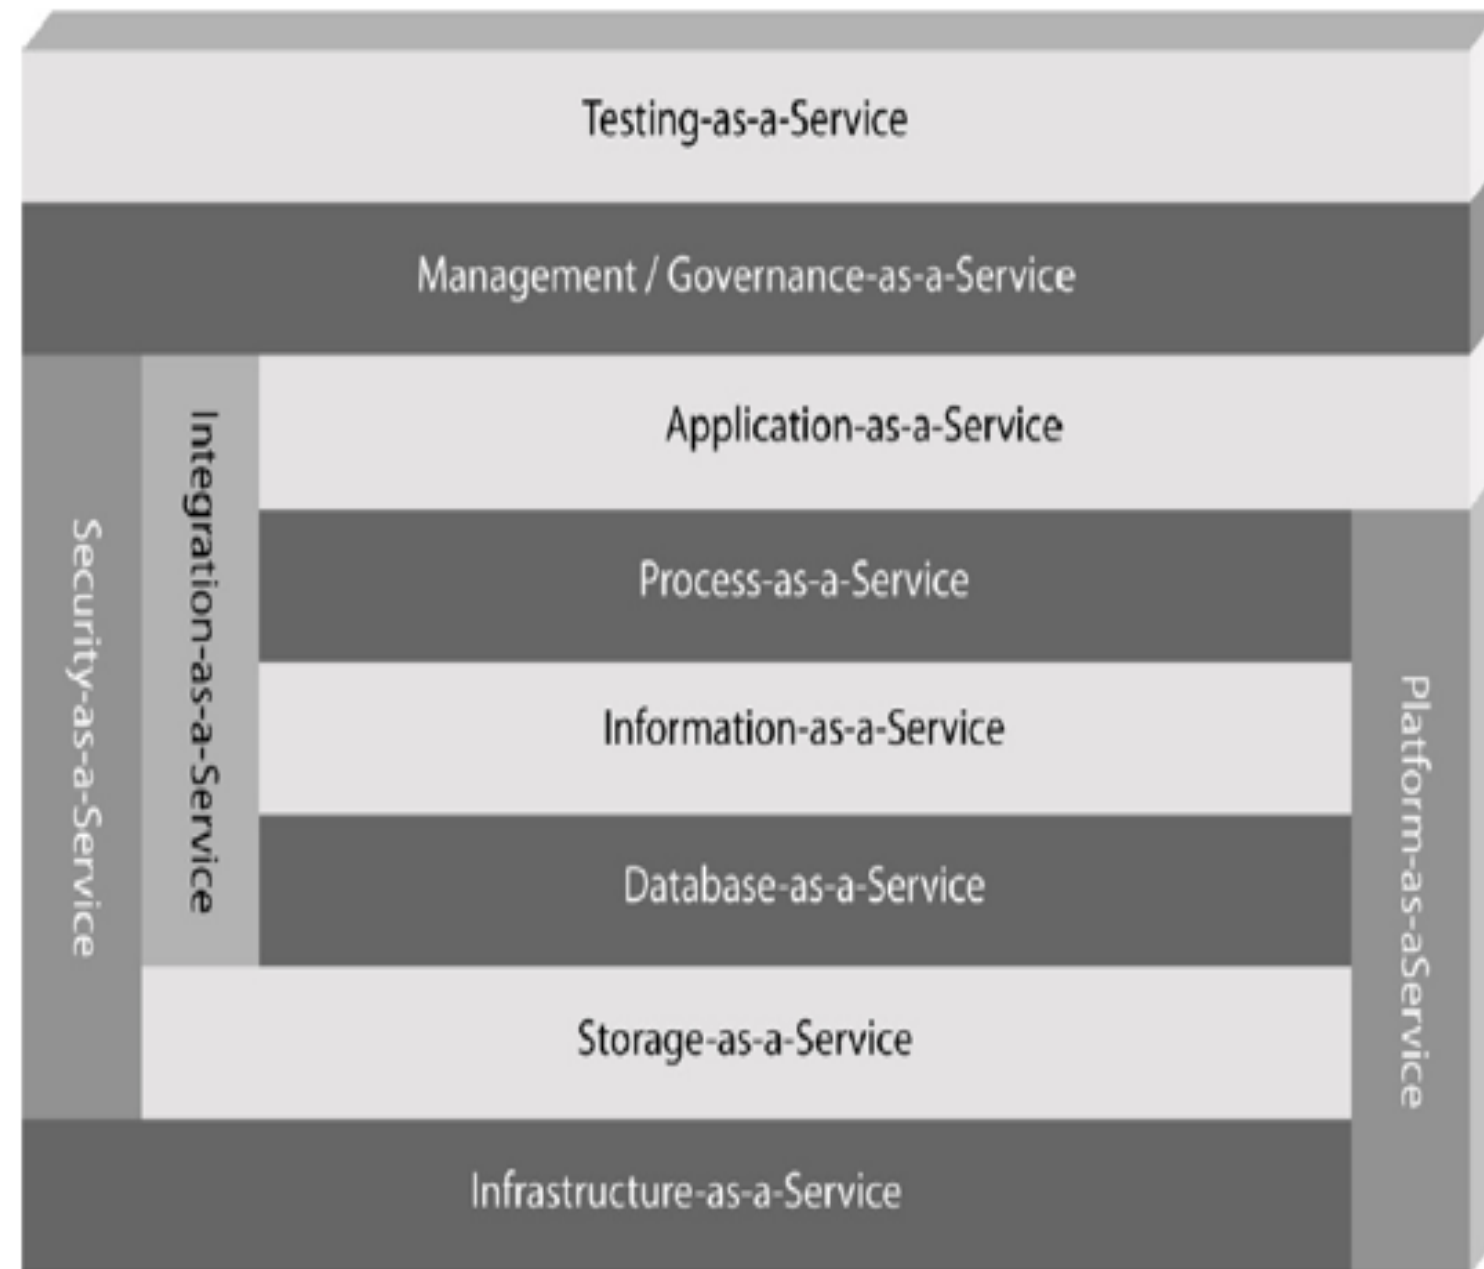 Testing-as-a-Service
Management / Governance-as-a-Service
Security-as-a-Service
Integration-as-a-Service
Application-as-a-Service
Process-as-a-Service
Information-as-a-Service
Database-as-a-Service
Storage-as-a-Service
Infrastructure-as-a-Service
Platform-as-aService